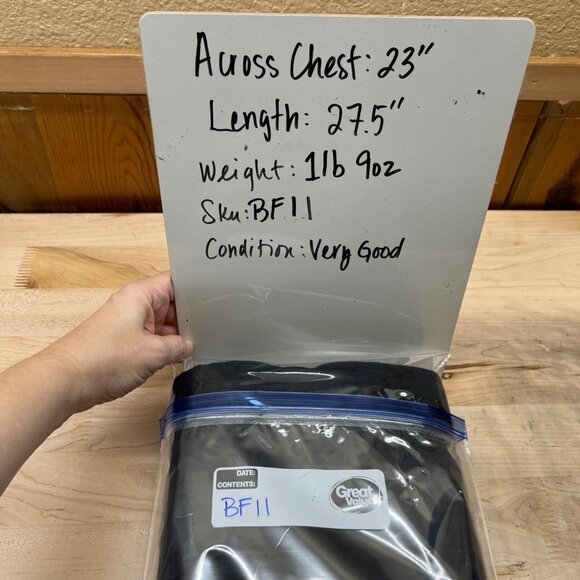 Across Chest: 23"
Length: 27.5"
Weight: 1lb 9oz
Sku: BF11
Condition: Very Good
DATE:
CONTENTS:
BF11
Great Value